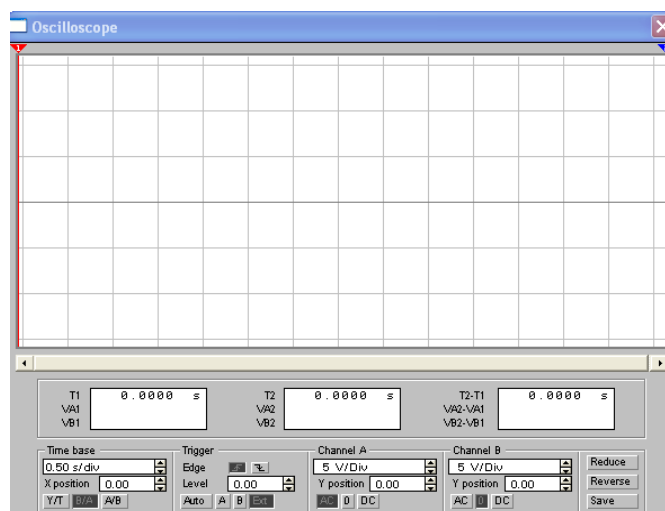 Oscilloscope
1
T1 0.0000 s T2 0.0000 s T2-T1 0.0000 s
VA1 VA2 VA2-VA1
VB1 VB2 VB2-VB1
Time base Trigger Channel A Channel B
0.50 s/div Edge 5 V/Div 5 V/Div Reduce
X position 0.00 Level 0.00 Y position 0.00 Y position 0.00 Reverse
Y/T B/A A/B Auto A B Ext AC 0 DC AC 0 DC Save